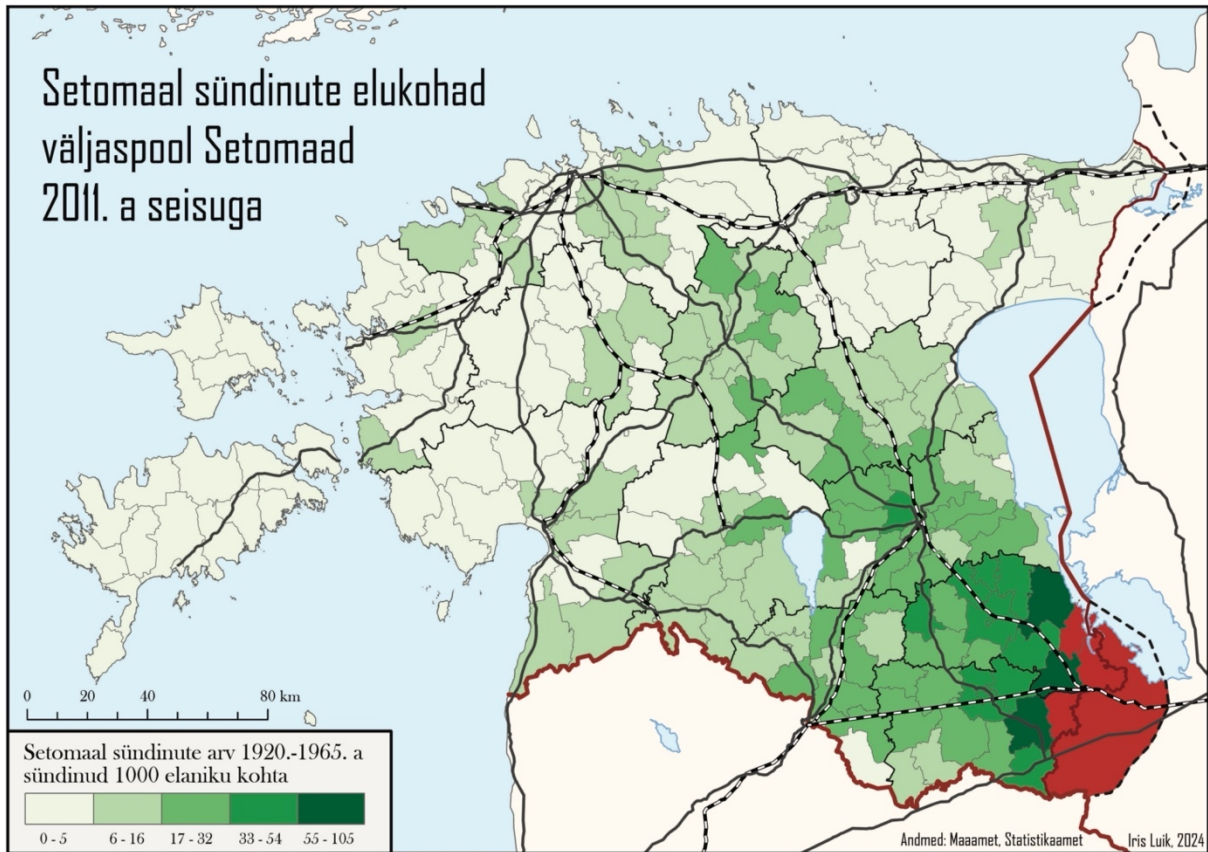 Setomaal sündinute elukohad
väljaspool Setomaad
2011. a seisuga
0 20 40 80 km
Setomaal sündinute arv 1920.-1965. a
sündinud 1000 elaniku kohta
0 - 5 6 - 16 17 - 32 33 - 54 55 - 105
Andmed: Maaamet, Statistikaamet Iris Luik, 2024